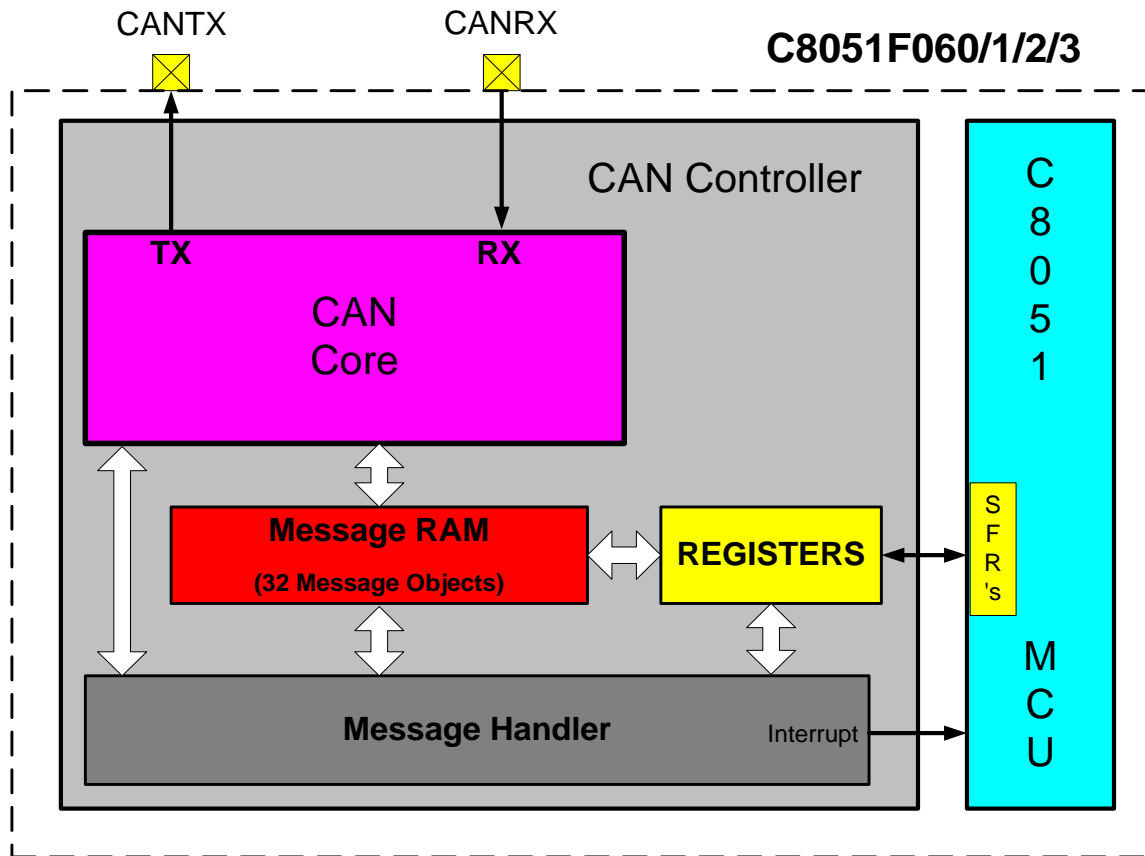 CANTX
CANRX
C8051F060/1/2/3
CAN Controller
TX
RX
CAN
Core
Message RAM
(32 Message Objects)
REGISTERS
Message Handler
Interrupt
C
8
0
5
1
S
F
R
's
M
C
U